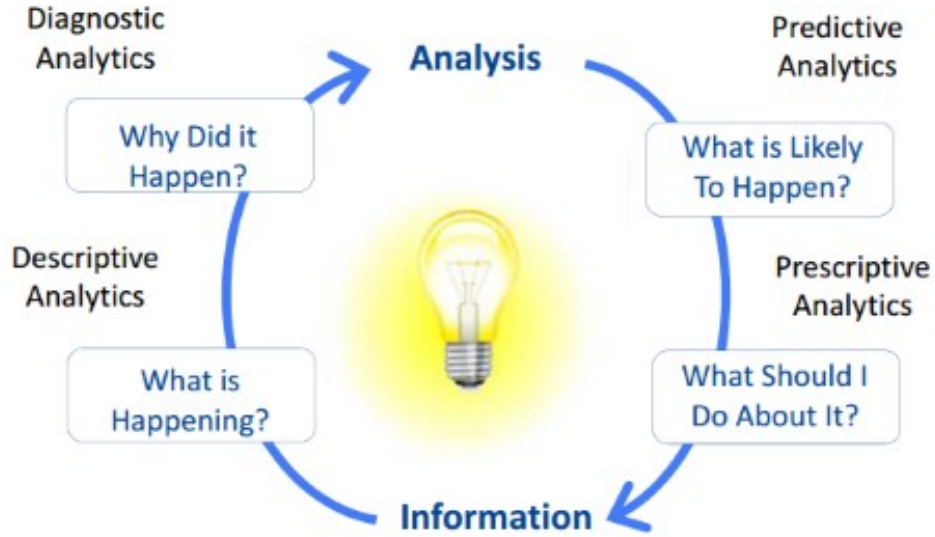 Diagnostic
Analytics
Analysis
Predictive
Analytics
Why Did it
Happen?
What is Likely
To Happen?
Descriptive
Analytics
Prescriptive
Analytics
What is
Happening?
What Should I
Do About It?
Information